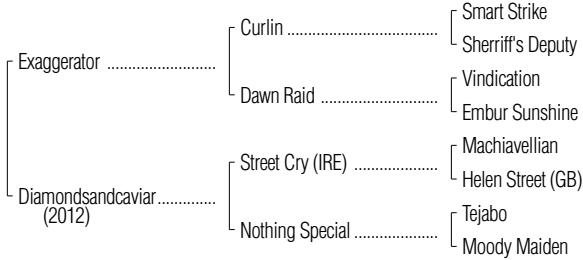 Smart Strike
Curlin ....................................
Sherriff's Deputy
Exaggerator ..........................
Vindication
Dawn Raid ............................
Embur Sunshine
Machiavellian
Street Cry (IRE) ....................
Helen Street (GB)
Diamondsandcaviar..............
(2012)
Tejabo
Nothing Special ....................
Moody Maiden